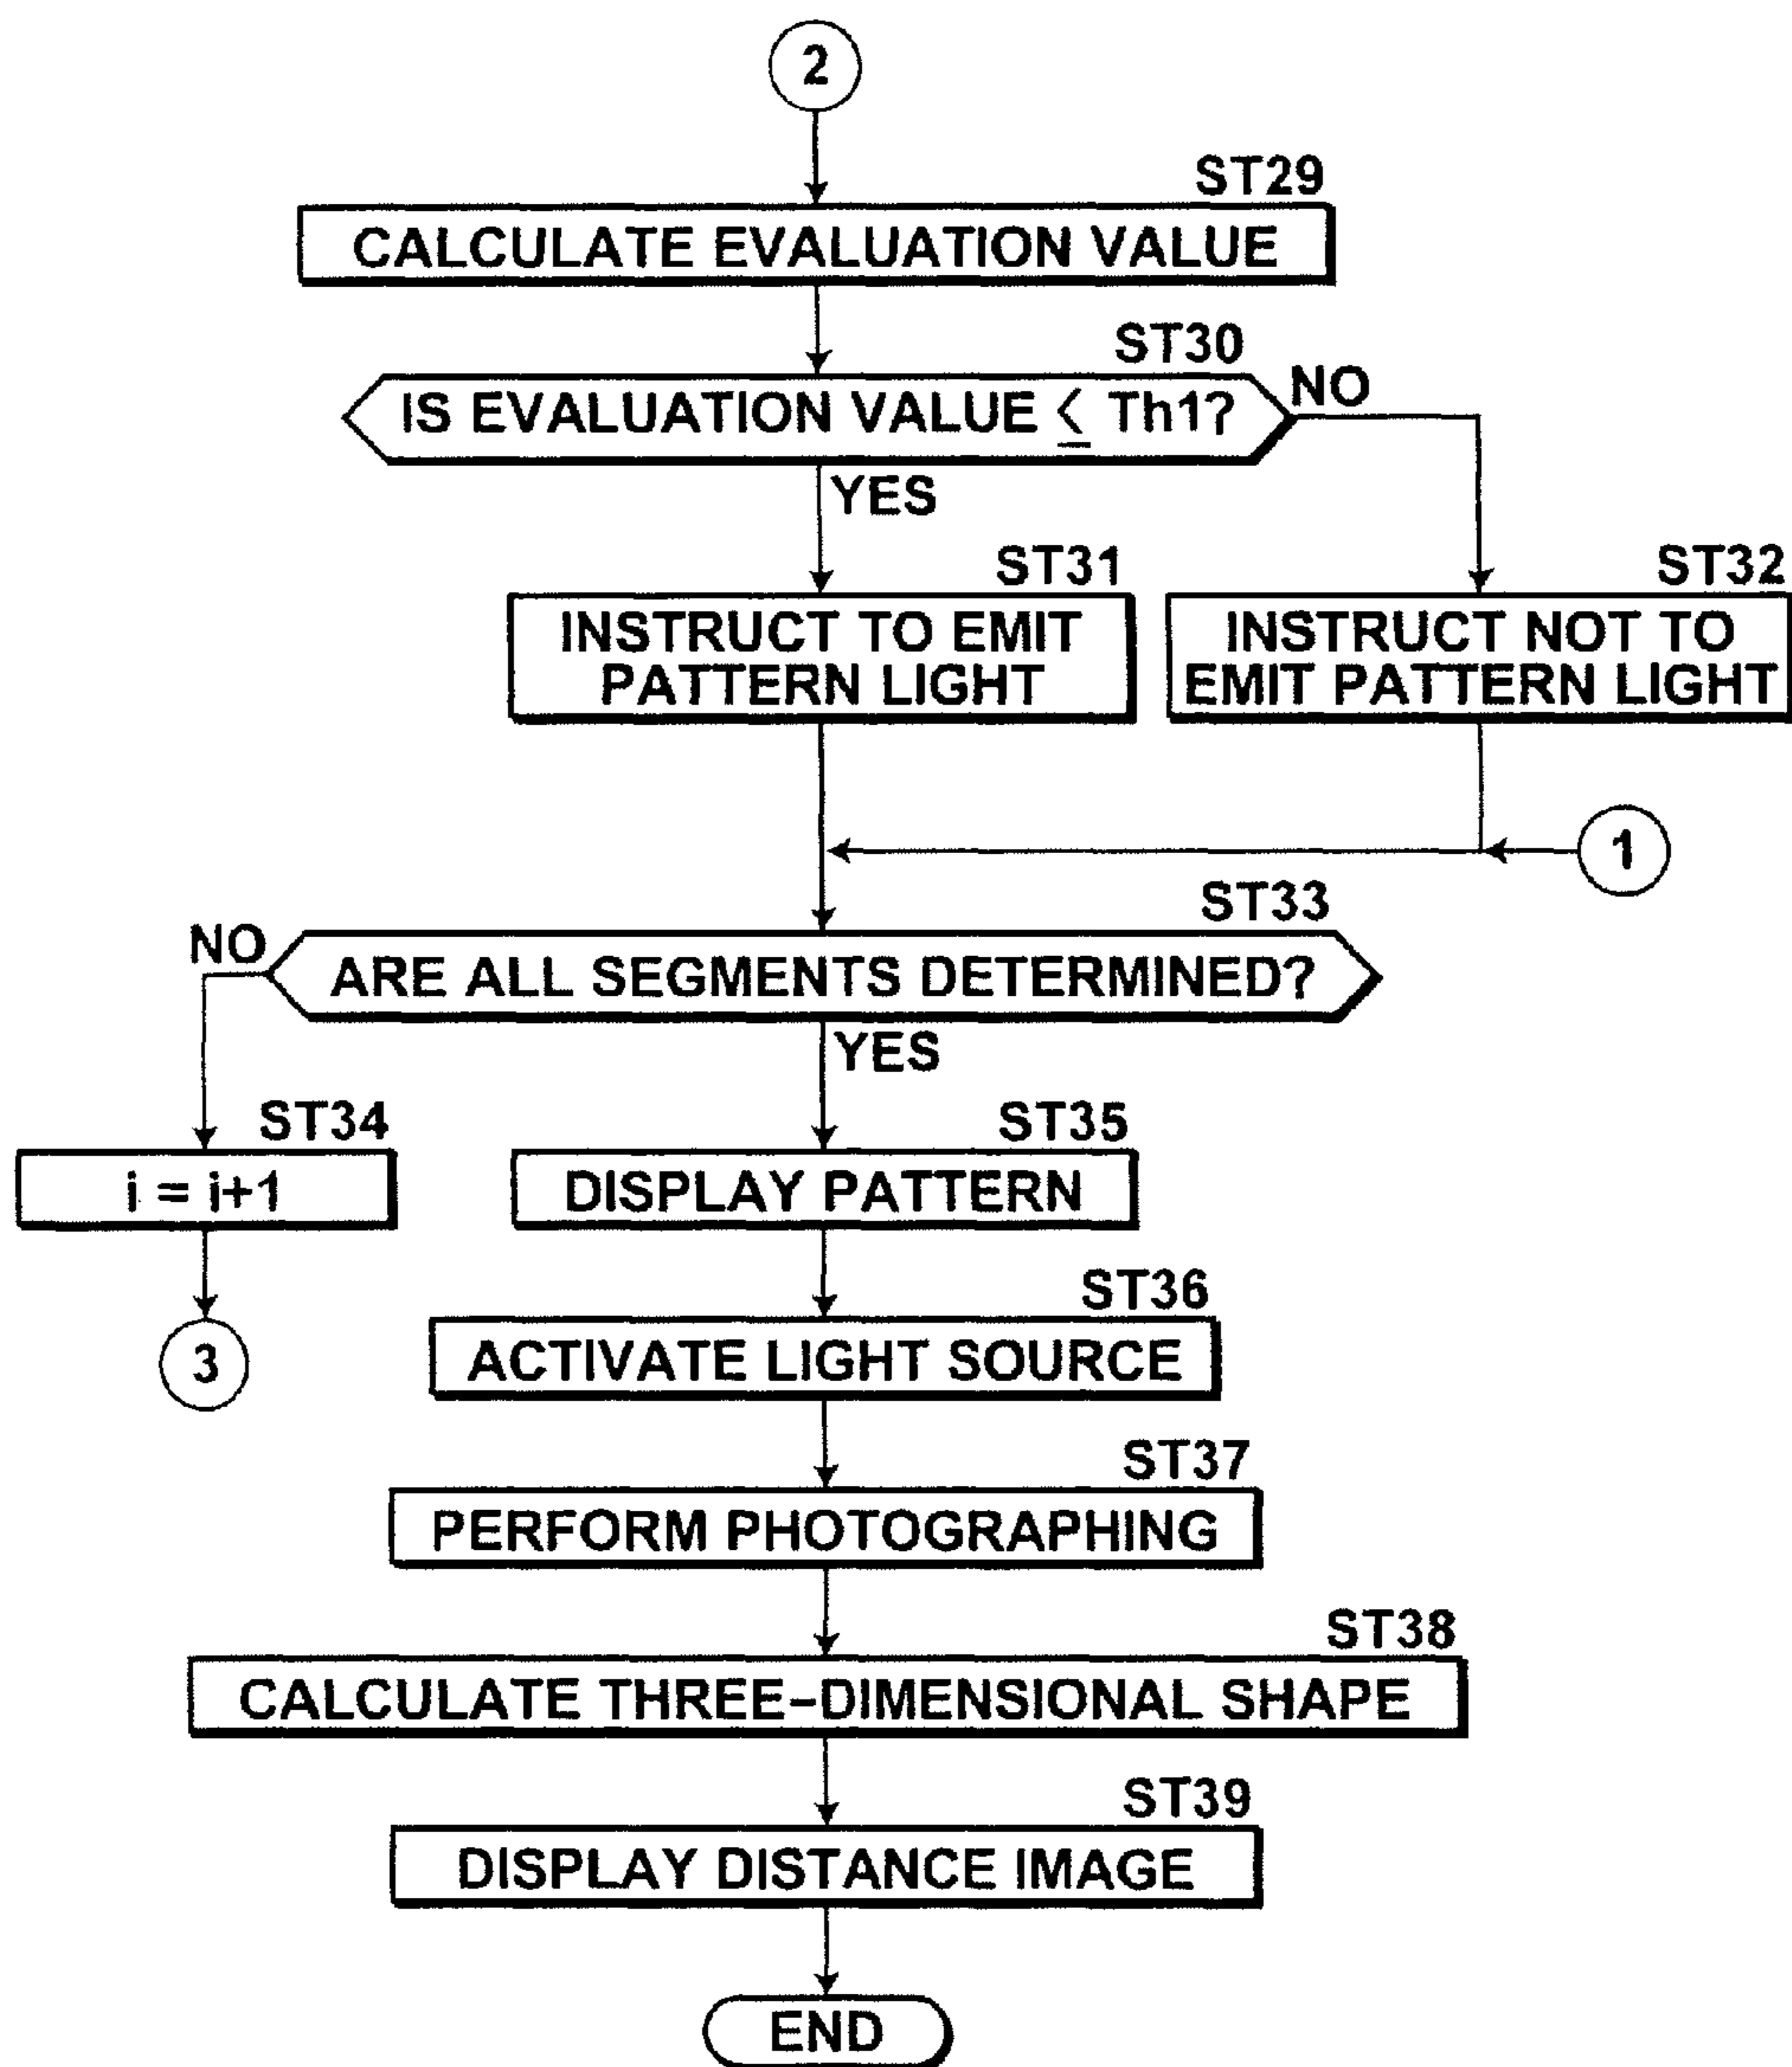 2
ST29
CALCULATE EVALUATION VALUE
ST30
IS EVALUATION VALUE ≤ Th1?
NO
YES
ST31
INSTRUCT TO EMIT
PATTERN LIGHT
ST32
INSTRUCT NOT TO
EMIT PATTERN LIGHT
1
ST33
NO
ARE ALL SEGMENTS DETERMINED?
YES
ST34
i = i+1
3
ST35
DISPLAY PATTERN
ST36
ACTIVATE LIGHT SOURCE
ST37
PERFORM PHOTOGRAPHING
ST38
CALCULATE THREE-DIMENSIONAL SHAPE
ST39
DISPLAY DISTANCE IMAGE
END